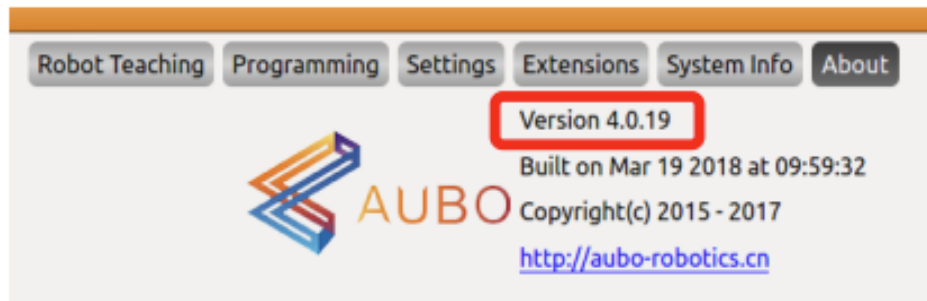 Robot Teaching Programming Settings Extensions System Info About
Version 4.0.19
Built on Mar 19 2018 at 09:59:32
AUBO
Copyright(c) 2015 - 2017
http://aubo-robotics.cn